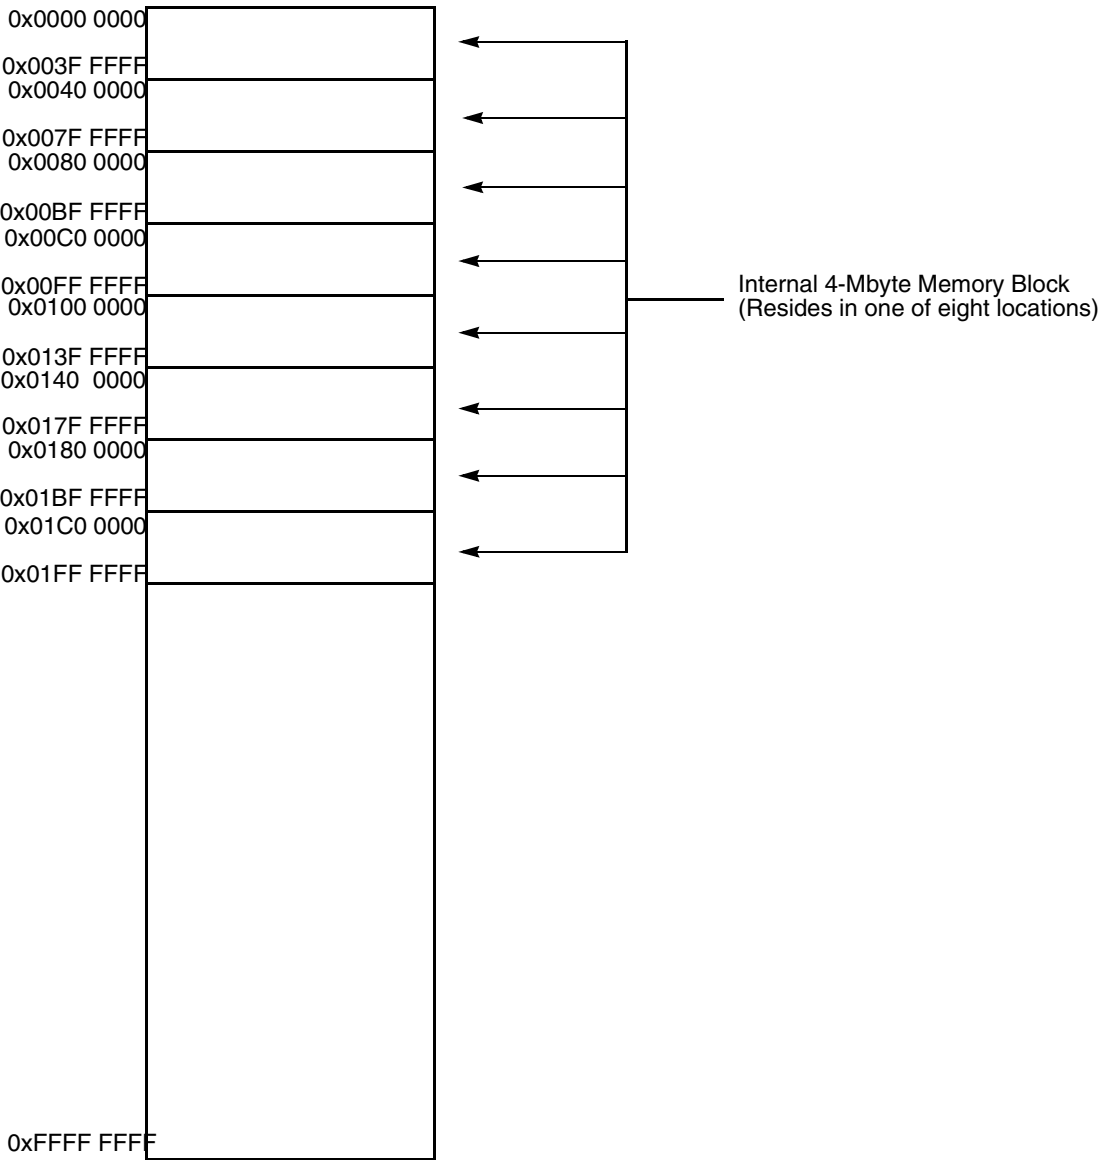 0x0000 0000
0x003F FFFF
0x0040 0000
0x007F FFFF
0x0080 0000
0x00BF FFFF
0x00C0 0000
0x00FF FFFF
0x0100 0000
0x013F FFFF
0x0140 0000
0x017F FFFF
0x0180 0000
0x01BF FFFF
0x01C0 0000
0x01FF FFFF
0xFFFF FFFF
Internal 4-Mbyte Memory Block
(Resides in one of eight locations)